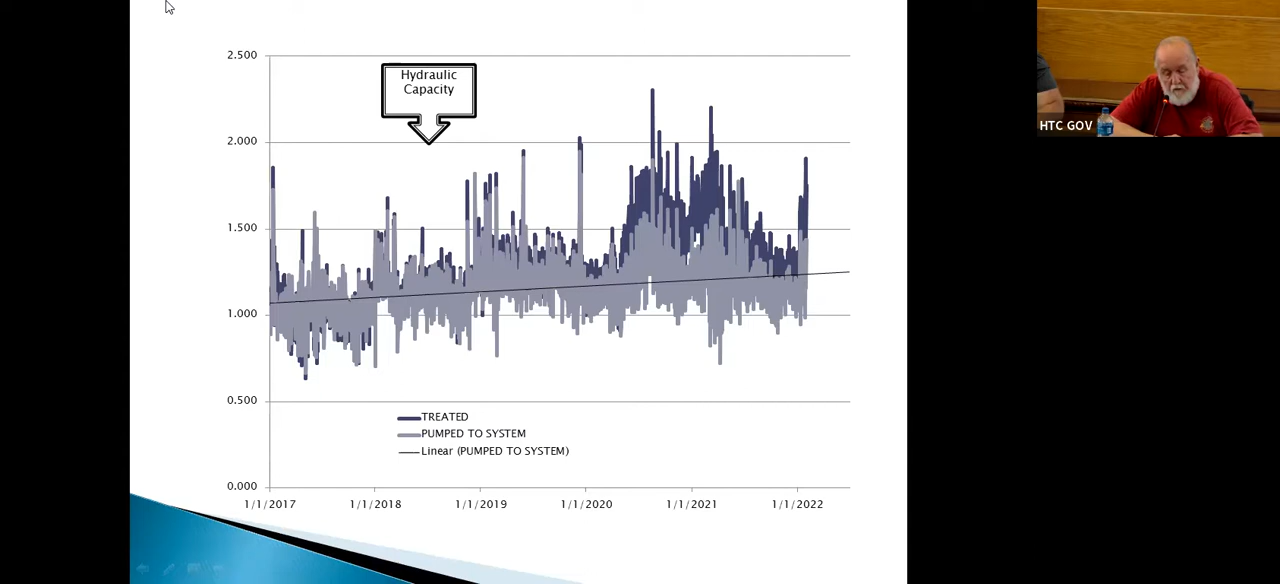 2.500
Hydraulic
Capacity
2.000
1.500
1.000
0.500
0.000
TREATED
PUMPED TO SYSTEM
Linear (PUMPED TO SYSTEM)
1/1/2017 1/1/2018 1/1/2019 1/1/2020 1/1/2021 1/1/2022
HTC GOV